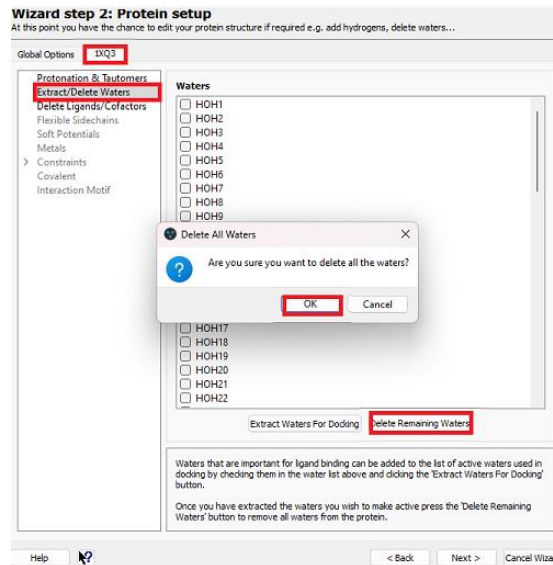 Wizard step 2: Protein setup
At this point you have the chance to edit your protein structure if required e.g. add hydrogens, delete waters...
Global Options
1XQ3
Protonation & Tautomers
Extract/Delete Waters
Delete Ligands/Cofactors
Flexible Sidechains
Soft Potentials
Metals
Constraints
Covalent
Interaction Motif
Waters
HOH1
HOH2
HOH3
HOH4
HOH5
HOH6
HOH7
HOH8
HOH9
Delete All Waters
Are you sure you want to delete all the waters?
OK
Cancel
HOH17
HOH18
HOH19
HOH20
HOH21
HOH22
Extract Waters For Docking
Delete Remaining Waters
Waters that are important for ligand binding can be added to the list of active waters used in
docking by checking them in the water list above and clicking the 'Extract Waters For Docking'
button.
Once you have extracted the waters you wish to make active press the 'Delete Remaining
Waters' button to remove all waters from the protein.
Help
< Back
Next >
Cancel Wiza